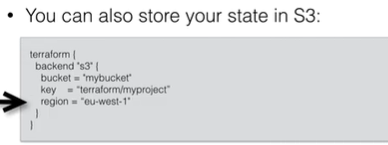 • You can also store your state in S3:
terraform {
backend "s3" {
bucket = "mybucket"
key = "terraform/myproject"
region = "eu-west-1"
}
}